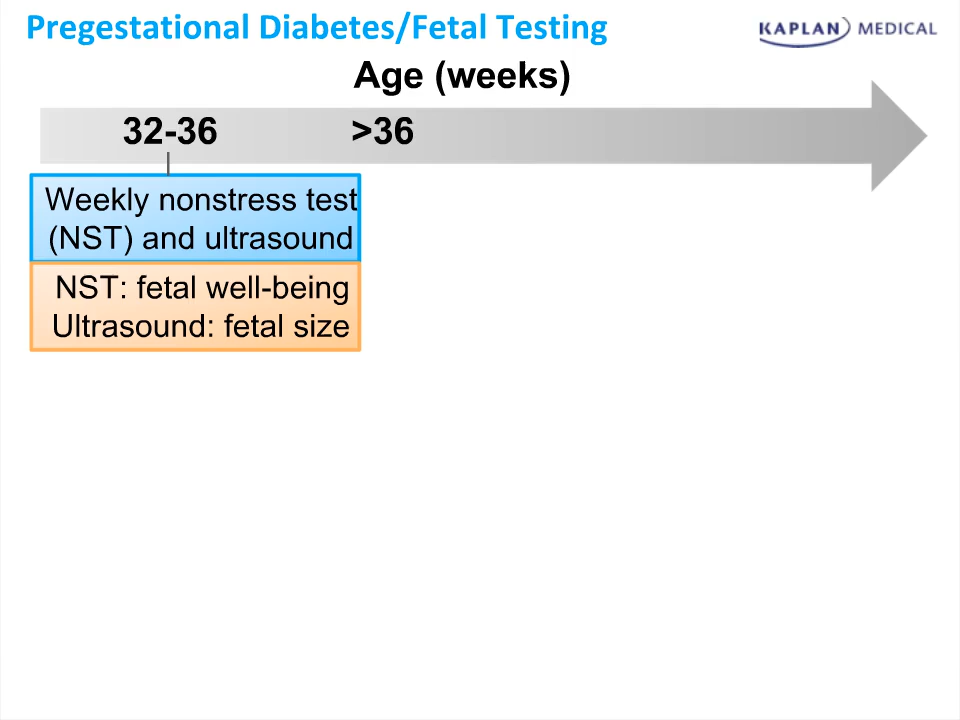 Pregestational Diabetes/Fetal Testing
KAPLAN MEDICAL
Age (weeks)
32-36
>36
Weekly nonstress test
(NST) and ultrasound
NST: fetal well-being
Ultrasound: fetal size